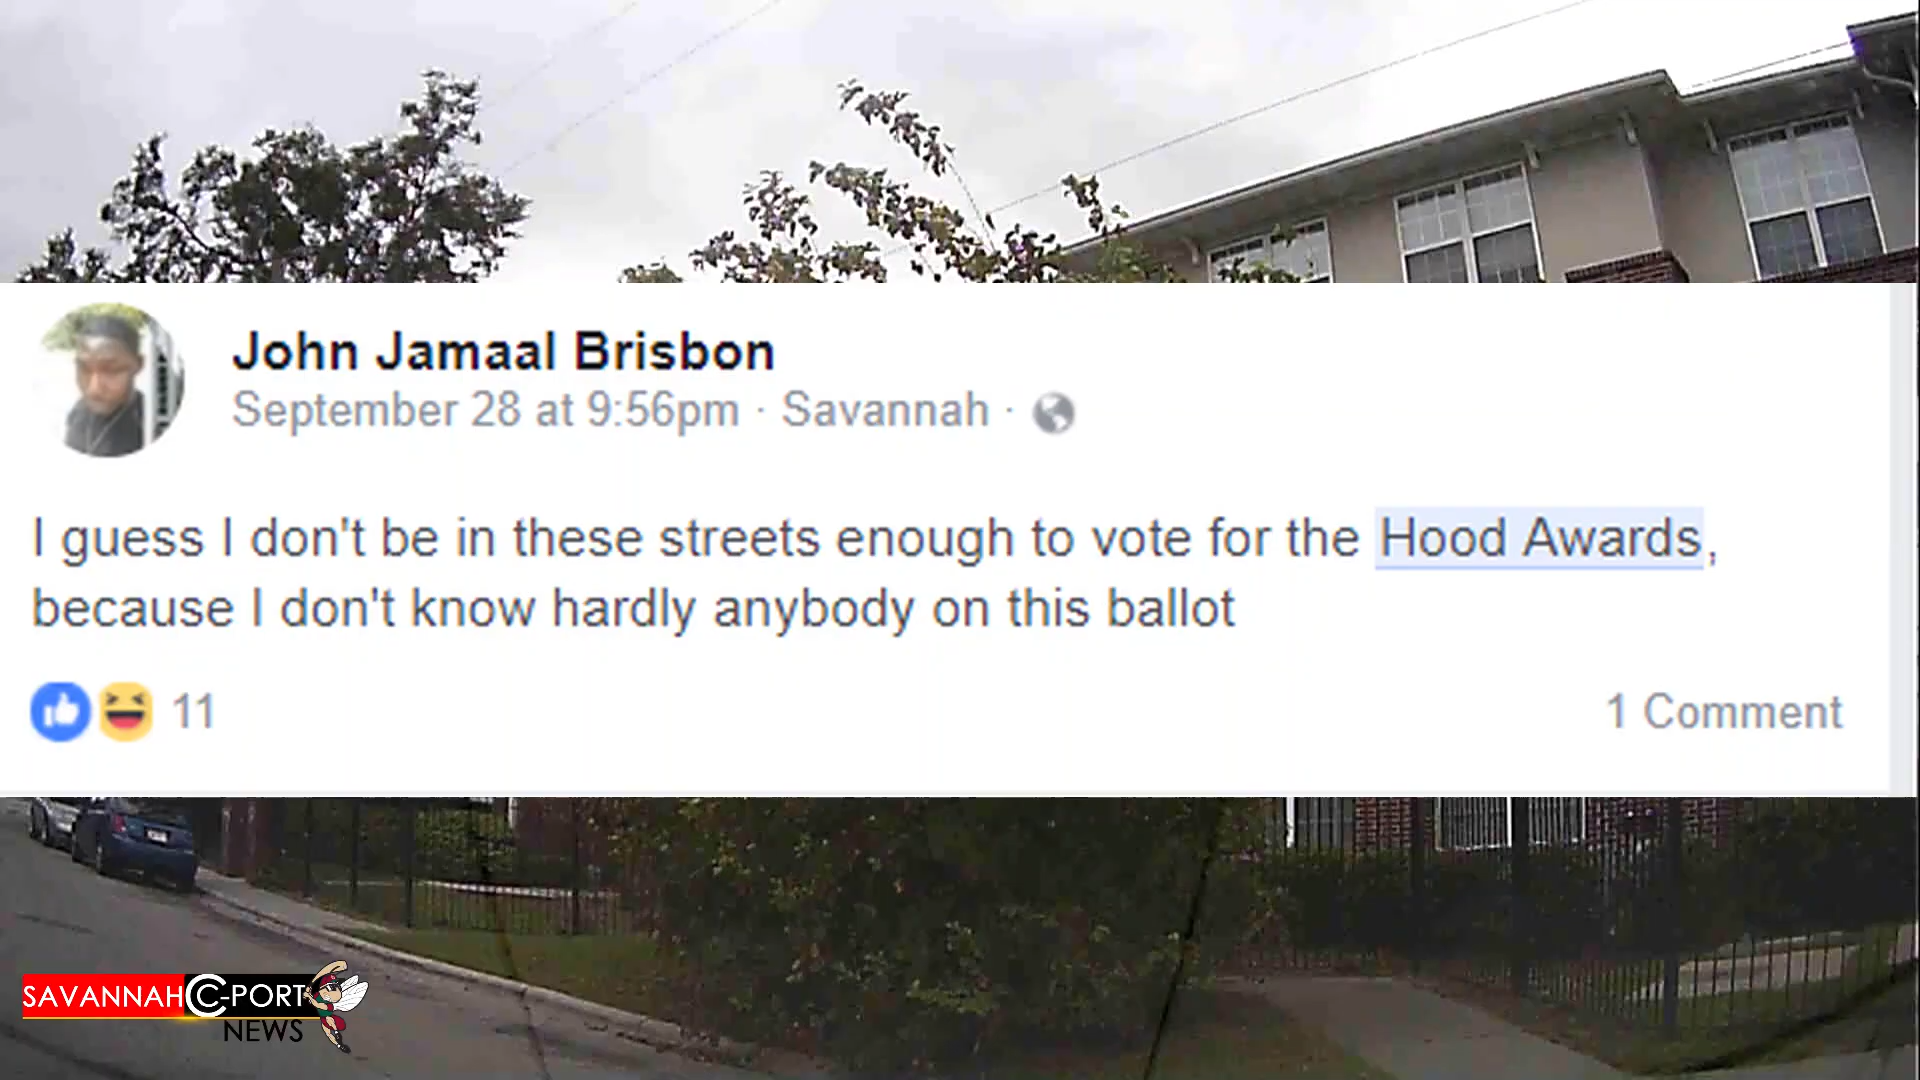 John Jamaal Brisbon
September 28 at 9:56pm · Savannah ·
I guess I don't be in these streets enough to vote for the Hood Awards,
because I don't know hardly anybody on this ballot
11
1 Comment
SAVANNAH C-PORT
NEWS